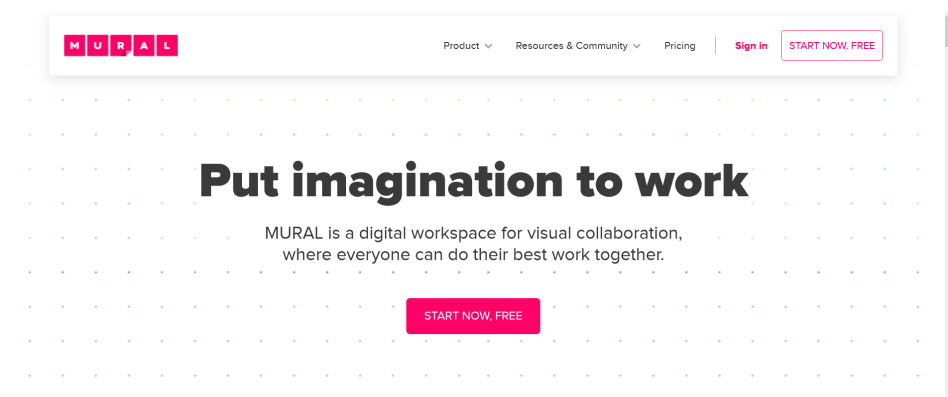 MURAL
Product
Resources & Community
Pricing
Sign in
START NOW, FREE
Put imagination to work
MURAL is a digital workspace for visual collaboration,
where everyone can do their best work together.
START NOW, FREE